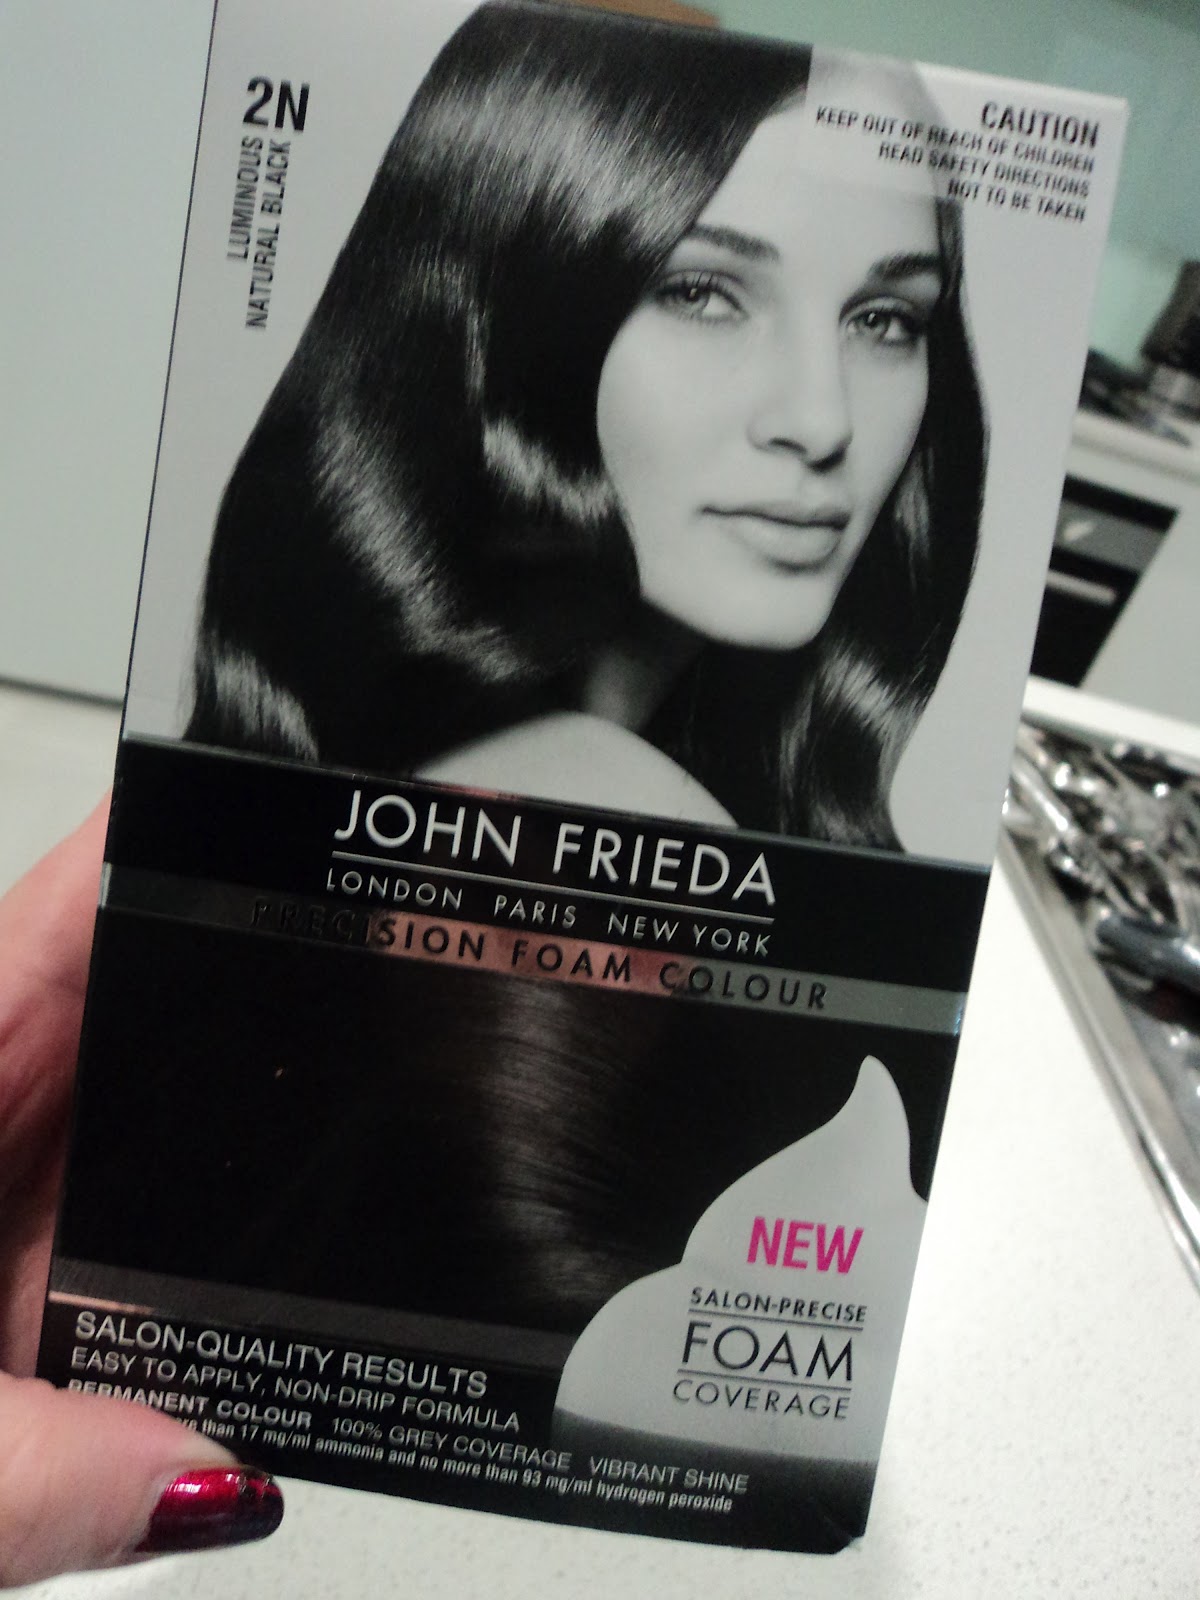 2N
LUMINOUS
NATURAL BLACK
CAUTION
KEEP OUT OF REACH OF CHILDREN
READ SAFETY DIRECTIONS
NOT TO BE TAKEN
JOHN FRIEDA
LONDON PARIS NEW YORK
PRECISION FOAM COLOUR
NEW
SALON-PRECISE
FOAM
COVERAGE
SALON-QUALITY RESULTS
EASY TO APPLY, NON-DRIP FORMULA
PERMANENT COLOUR 100% GREY COVERAGE VIBRANT SHINE
than 17 mg/ml ammonia and no more than 93 mg/ml hydrogen peroxide